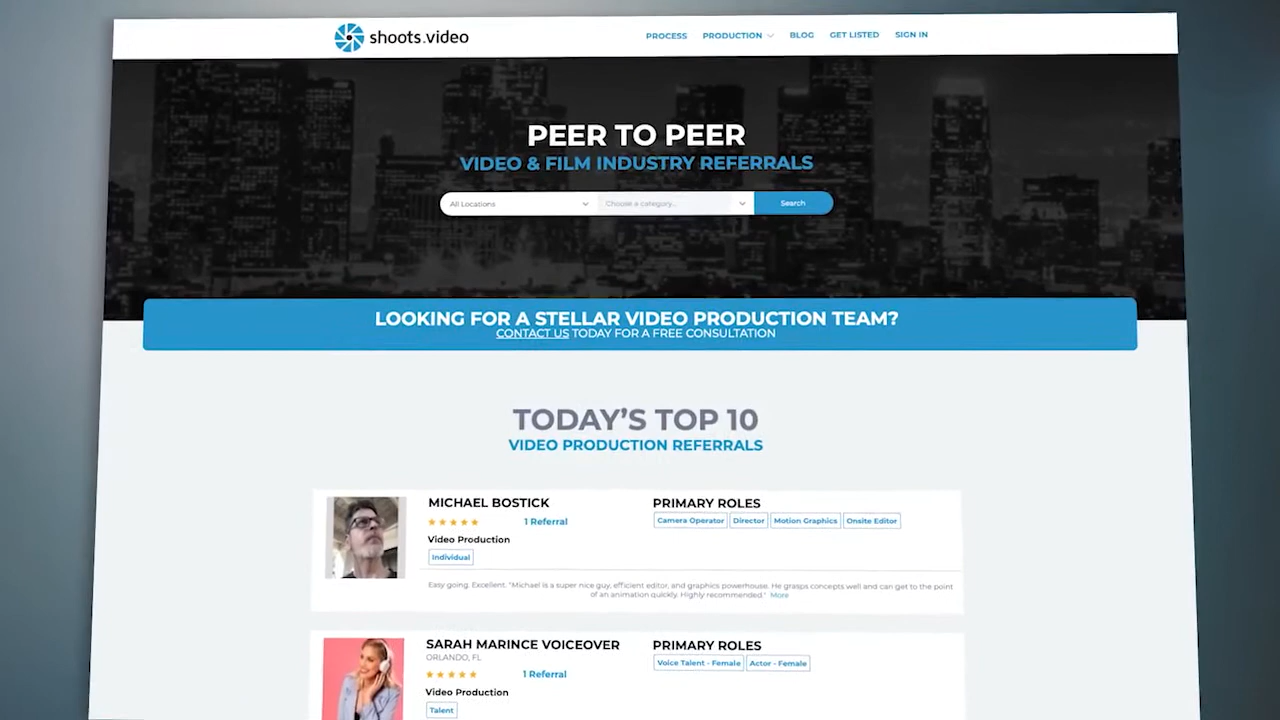 shoots.video
PROCESS PRODUCTION BLOG GET LISTED SIGN IN
PEER TO PEER
VIDEO & FILM INDUSTRY REFERRALS
All Locations Choose a category... Search
LOOKING FOR A STELLAR VIDEO PRODUCTION TEAM?
CONTACT US TODAY FOR A FREE CONSULTATION
TODAY'S TOP 10
VIDEO PRODUCTION REFERRALS
MICHAEL BOSTICK
1 Referral
Video Production
Individual
PRIMARY ROLES
Camera Operator Director Motion Graphics Onsite Editor
Easy going. Excellent. "Michael is a super nice guy, efficient editor, and graphics powerhouse. He grasps concepts well and can get to the point
of an animation quickly. Highly recommended." More
SARAH MARINCE VOICEOVER
ORLANDO, FL
1 Referral
Video Production
Talent
PRIMARY ROLES
Voice Talent - Female Actor - Female